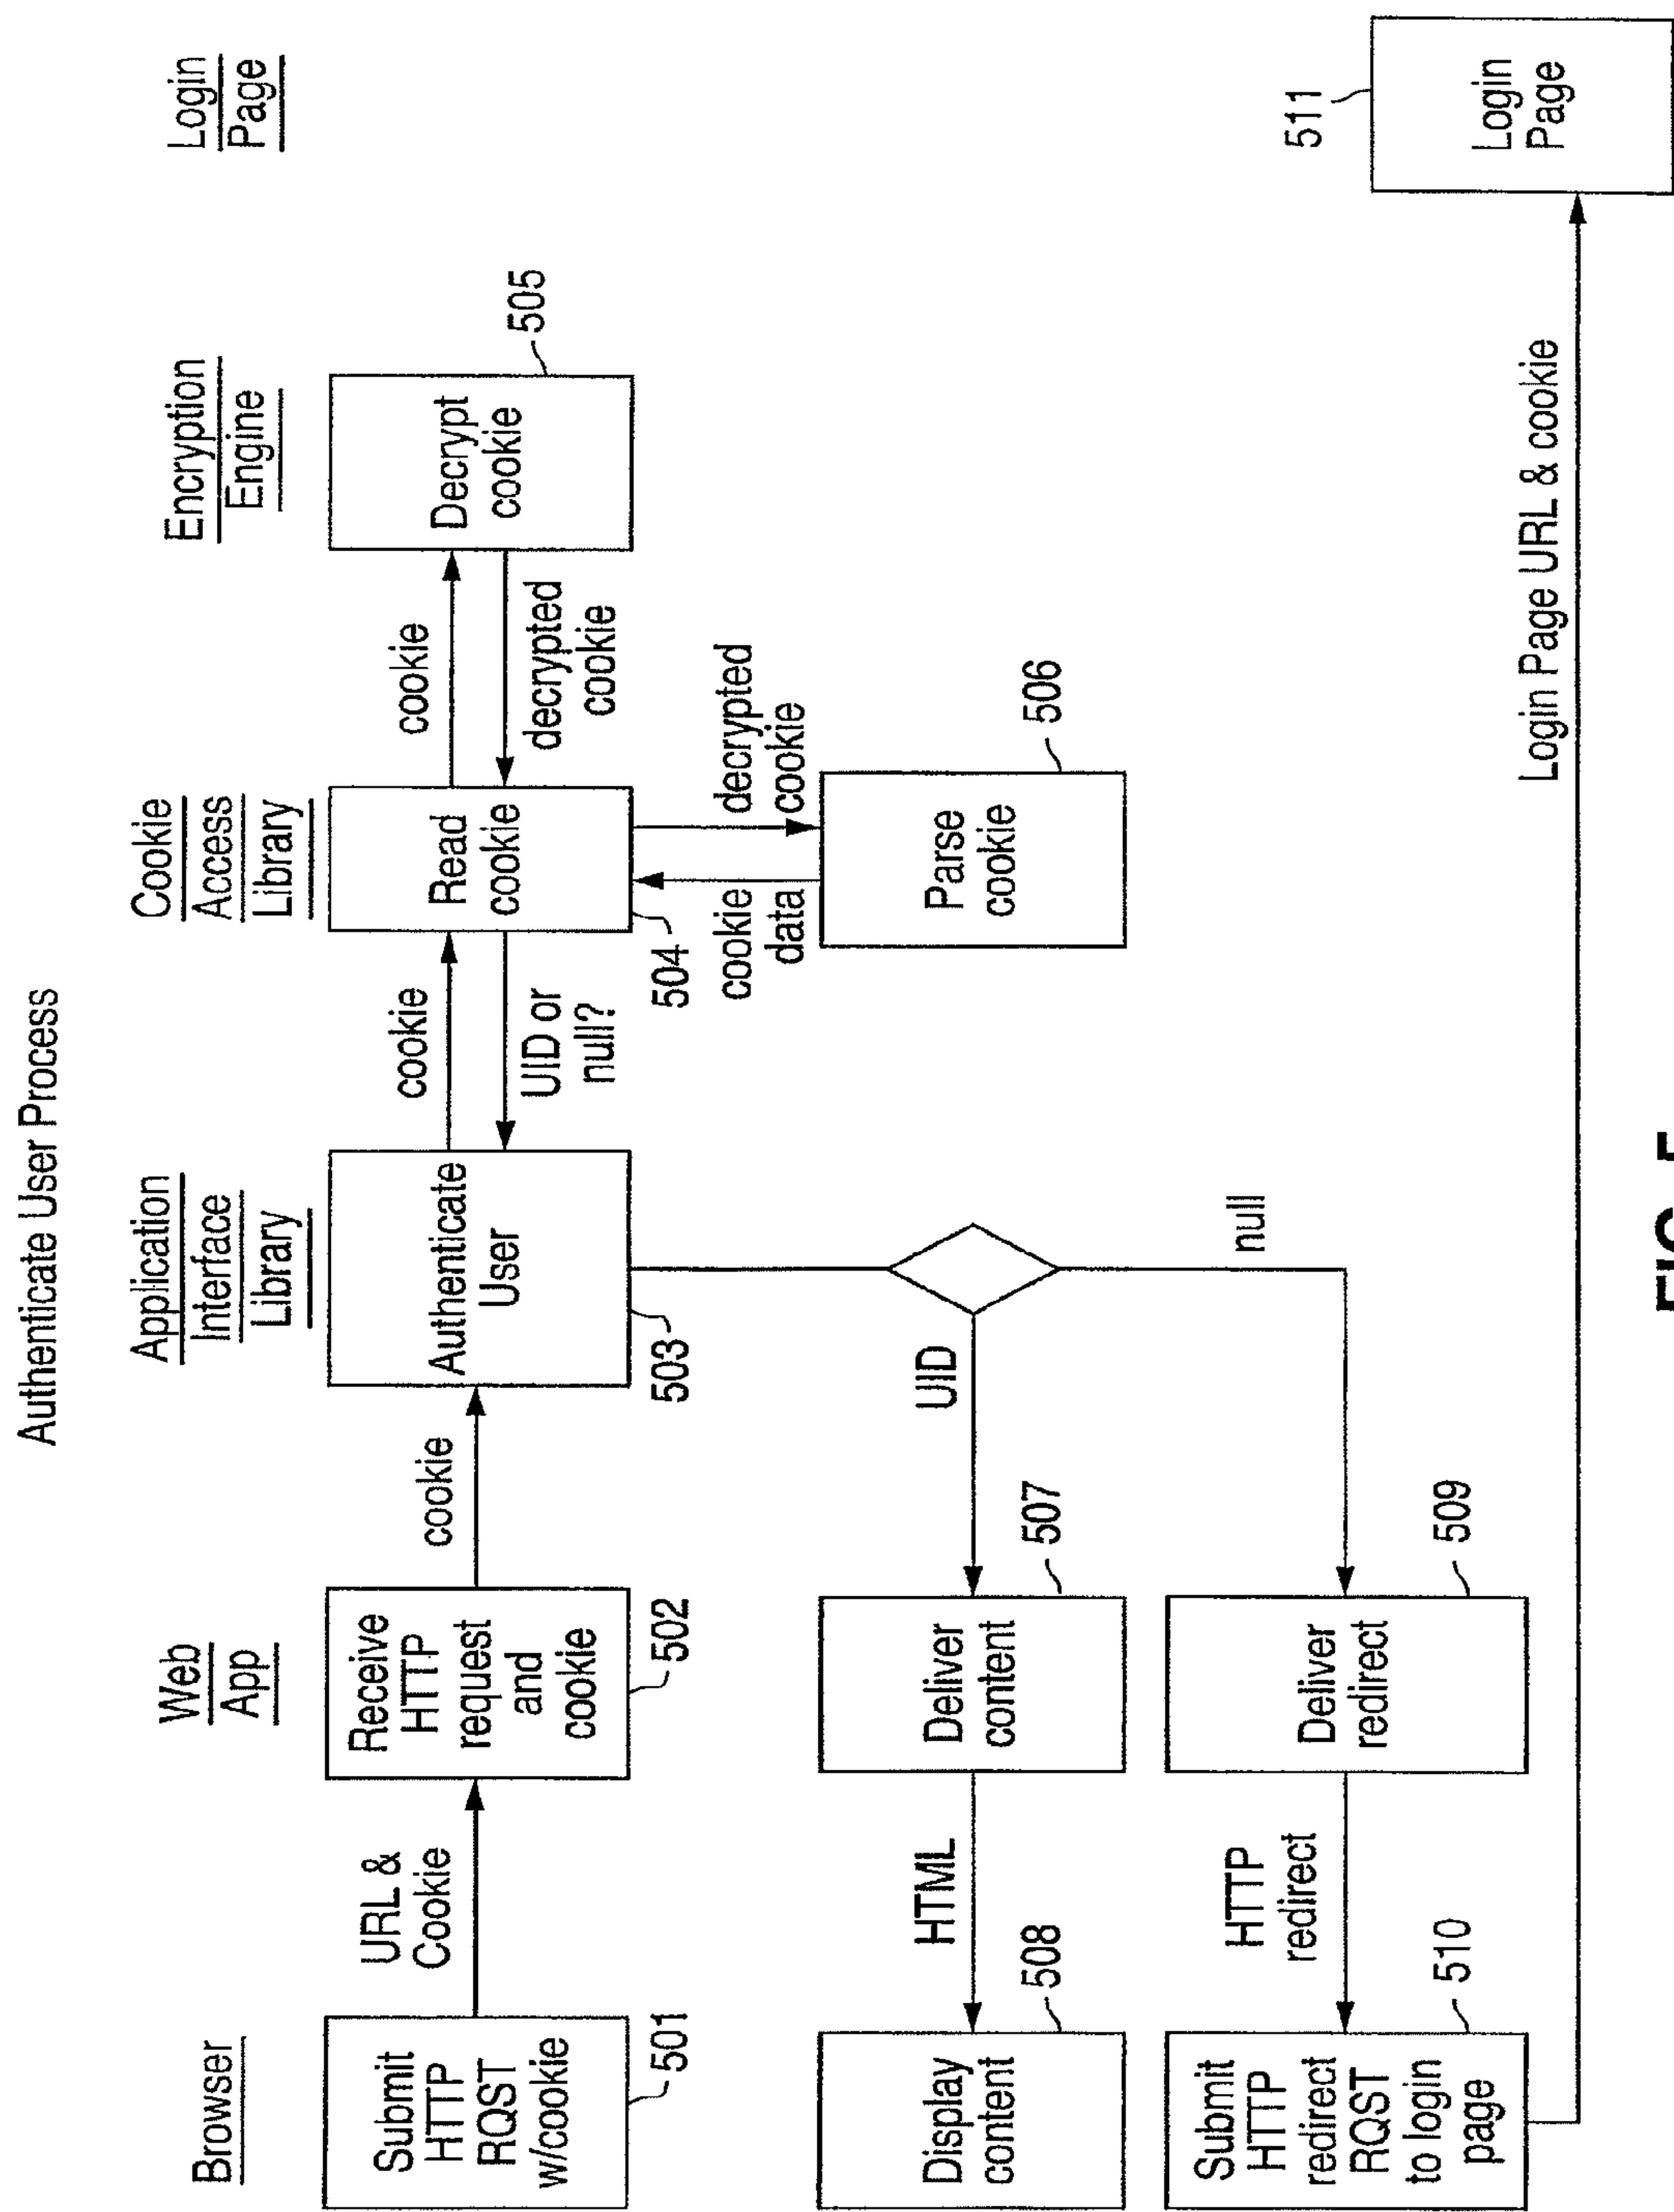 Authenticate User Process
Browser
Web
App
Application
Interface
Library
Cookie
Access
Library
Encryption
Engine
Login
Page
Submit
HTTP
RQST
w/cookie
501
URL &
Cookie
Receive
HTTP
request
and
cookie
502
cookie
Authenticate
User
503
cookie
UID or
null?
Read
cookie
504
cookie
decrypted
cookie
Decrypt
cookie
505
cookie
data
decrypted
cookie
Parse
cookie
506
UID
Deliver
content
507
HTML
Display
content
508
null
Deliver
redirect
509
HTTP
redirect
Submit
HTTP
redirect
RQST
to login
page
510
Login Page URL & cookie
Login
Page
511